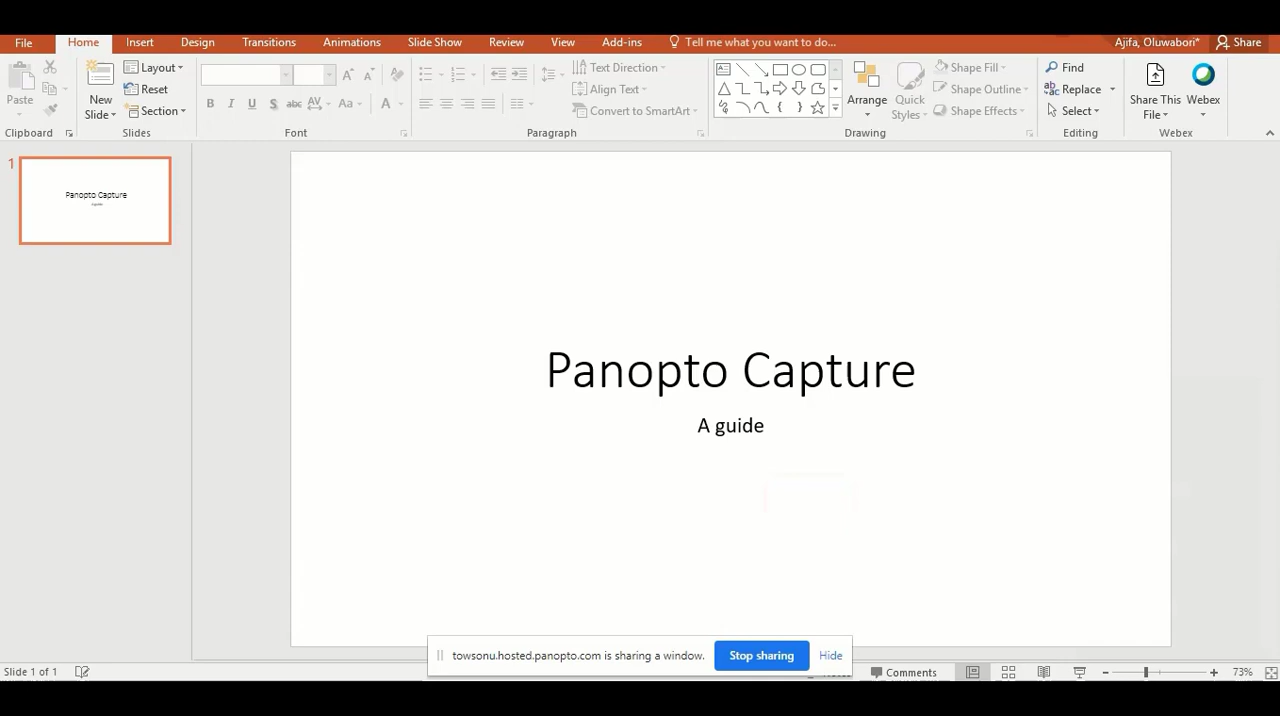 File Home Insert Design Transitions Animations Slide Show Review View Add-ins Tell me what you want to do... Ajifa, Oluwabori* Share
Paste
Clipboard
New
Slide
Layout
Reset
Section
Slides
B I U S abc AV Aa A
Font
Text Direction
Align Text
Convert to SmartArt
Paragraph
Arrange
Quick
Styles
Shape Fill
Shape Outline
Shape Effects
Drawing
Find
Replace
Select
Editing
Share This
File
Webex
Webex
1
Panopto Capture
Panopto Capture
A guide
towsonu.hosted.panopto.com is sharing a window. Stop sharing Hide
Slide 1 of 1 Comments 73%